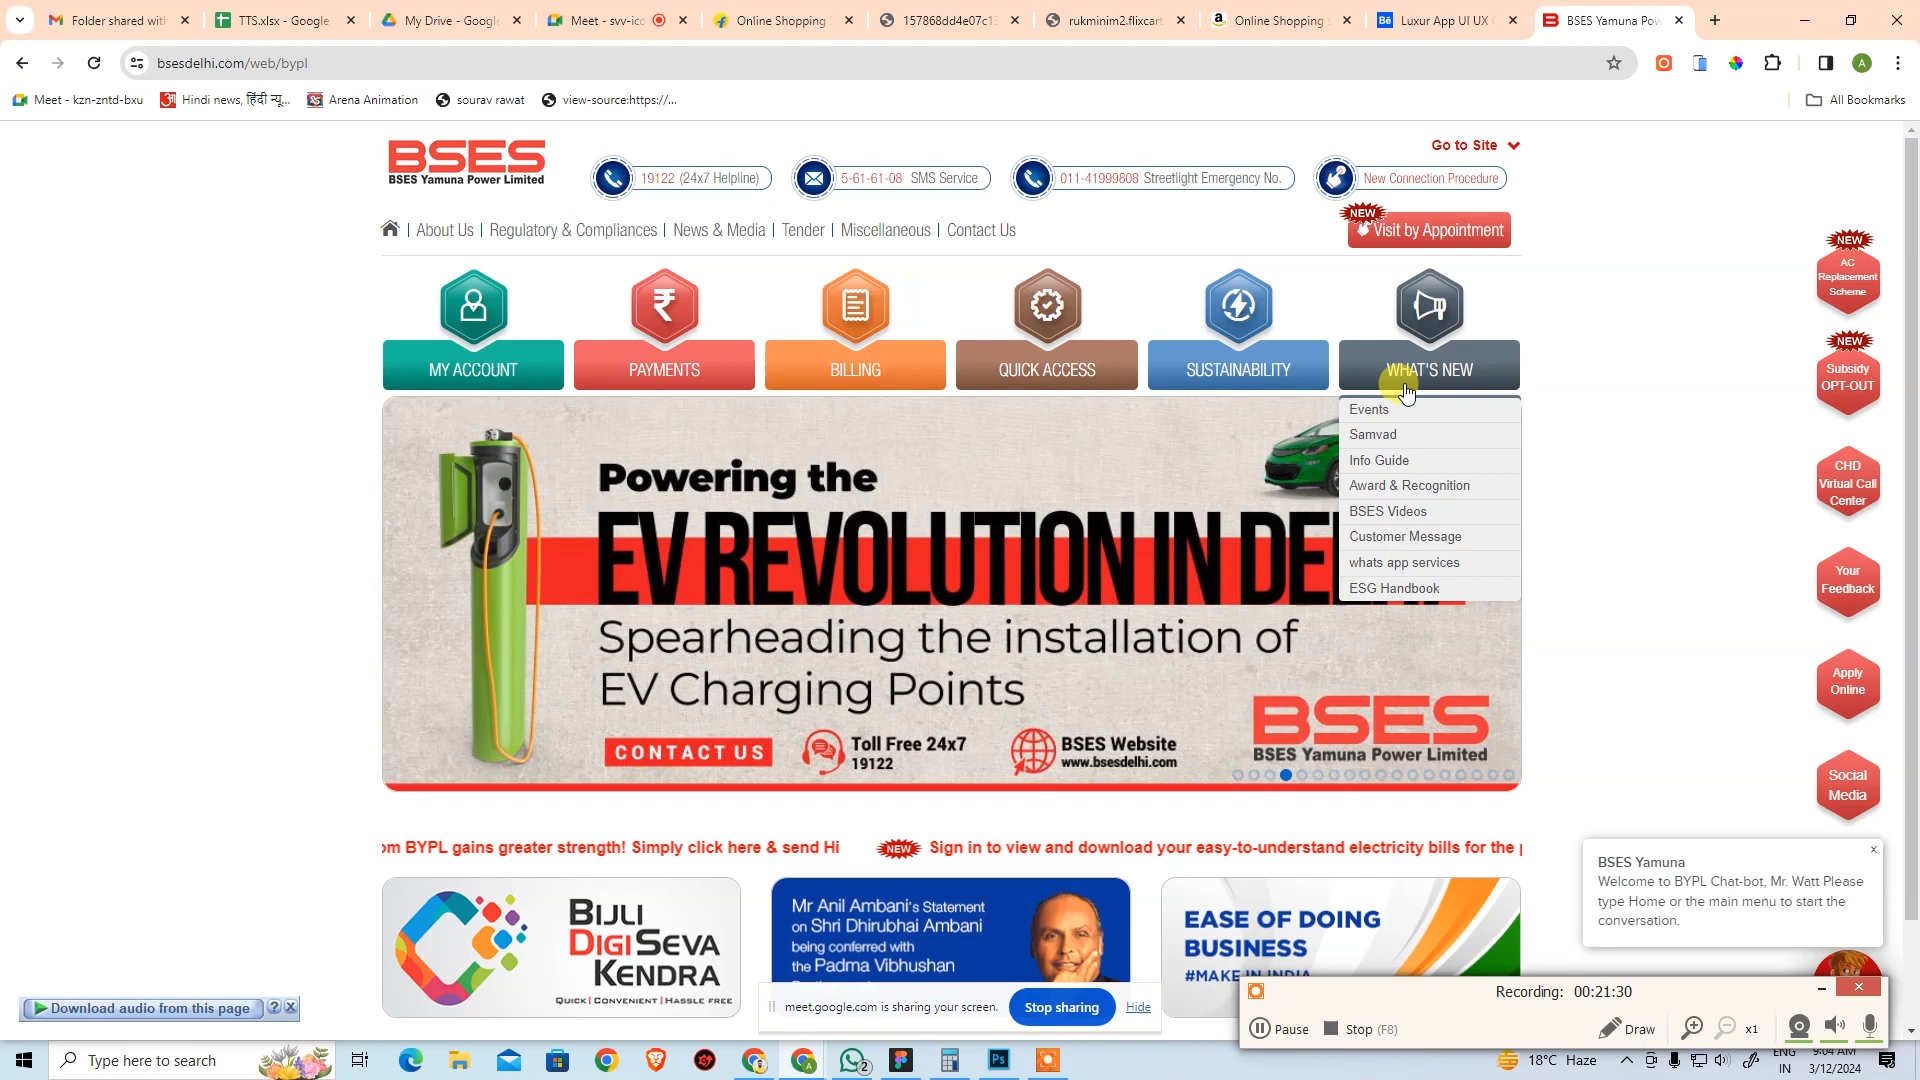 Folder shared with
TTS.xlsx - Google
My Drive - Google
Meet - svv-icd
Online Shopping
157868dd4e07c13
rukminim2.flixcart
Online Shopping
Luxur App UI UX
BSES Yamuna Pow
bsesdelhi.com/web/bypl
Meet - kzn-zntd-bxu
Hindi news, हिंदी न्यू...
Arena Animation
sourav rawat
view-source:https://...
All Bookmarks
BSES
BSES Yamuna Power Limited
Go to Site
19122 (24x7 Helpline)
5-61-61-08 SMS Service
011-41999808 Streetlight Emergency No.
New Connection Procedure
About Us | Regulatory & Compliances | News & Media | Tender | Miscellaneous | Contact Us
NEW
Visit by Appointment
MY ACCOUNT
PAYMENTS
BILLING
QUICK ACCESS
SUSTAINABILITY
WHAT'S NEW
Events
Samvad
Info Guide
Award & Recognition
BSES Videos
Customer Message
whats app services
ESG Handbook
Powering the
EV REVOLUTION IN DE
Spearheading the installation of
EV Charging Points
CONTACT US
Toll Free 24x7
19122
BSES Website
www.bsesdelhi.com
BSES
BSES Yamuna Power Limited
NEW
AC
Replacement
Scheme
NEW
Subsidy
OPT-OUT
CHD
Virtual Call
Center
Your
Feedback
Apply
Online
Social
Media
om BYPL gains greater strength! Simply click here & send Hi
NEW
Sign in to view and download your easy-to-understand electricity bills for the p
BIJLI
DIGISEVA
KENDRA
QUICK | CONVENIENT | HASSLE FREE
Mr Anil Ambani's Statement
on Shri Dhirubhai Ambani
being conferred with
the Padma Vibhushan
EASE OF DOING
BUSINESS
#MAKE IN INDIA
BSES Yamuna
Welcome to BYPL Chat-bot, Mr. Watt Please
type Home or the main menu to start the
conversation.
Download audio from this page
meet.google.com is sharing your screen.
Stop sharing
Hide
Recording: 00:21:30
Pause
Stop (F8)
Draw
x1
Type here to search
2
18°C Haze
ENG
IN
9:04 AM
3/12/2024